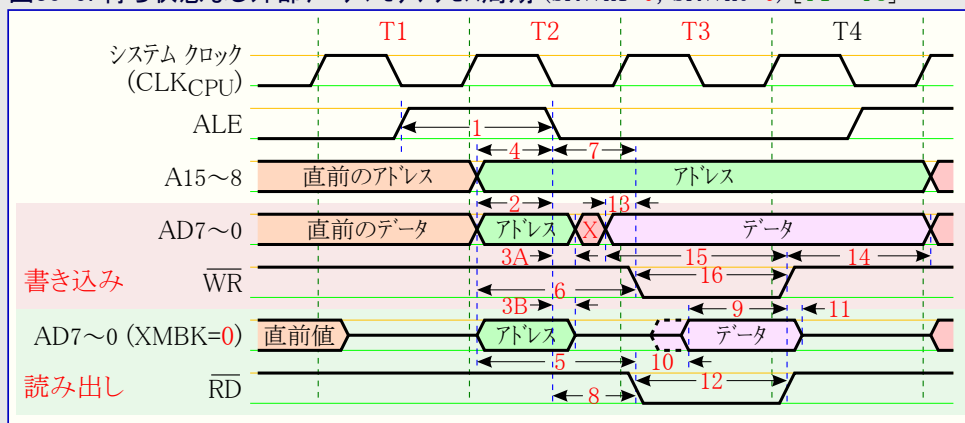 T1 T2 T3 T4
システム クロック
(CLKCPU)
ALE
1
4 7
A15～8 直前のアドレス アドレス
2 13
AD7～0 直前のデータ アドレス X データ
3A 15 14
書き込み WR 6 16
3B 9 11
AD7～0 (XMBK=0) 直前値 アドレス データ
5 10 12
読み出し RD 8